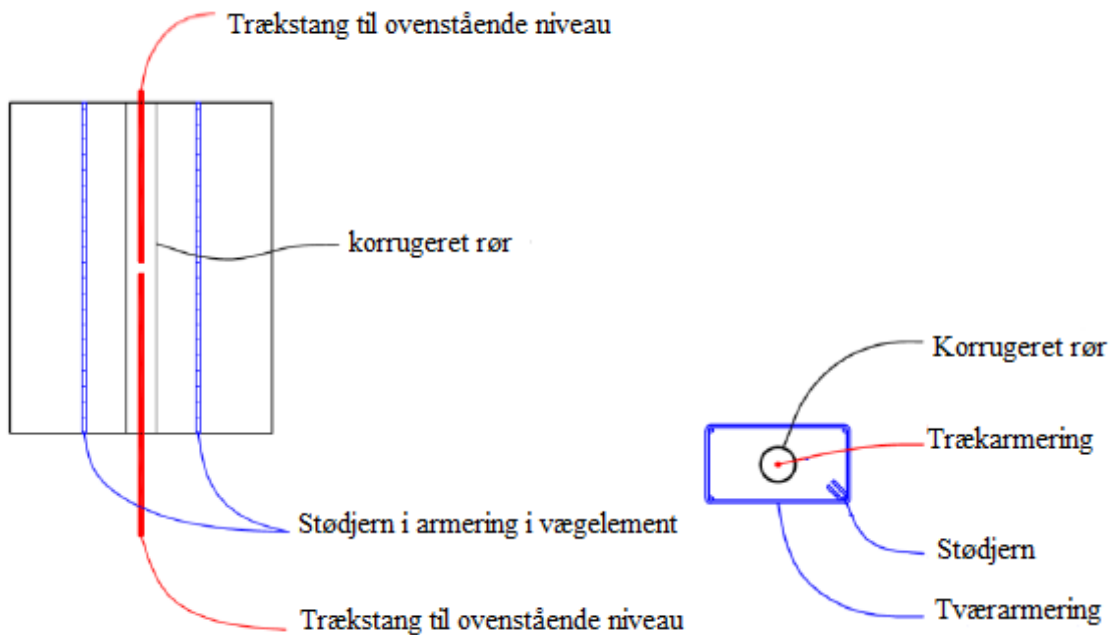 Trækstang til ovenstående niveau
korrugeret rør
Stødjern i armering i vægelement
Trækstang til ovenstående niveau
Korrugeret rør
Trækarmering
Stødjern
Tværarmering